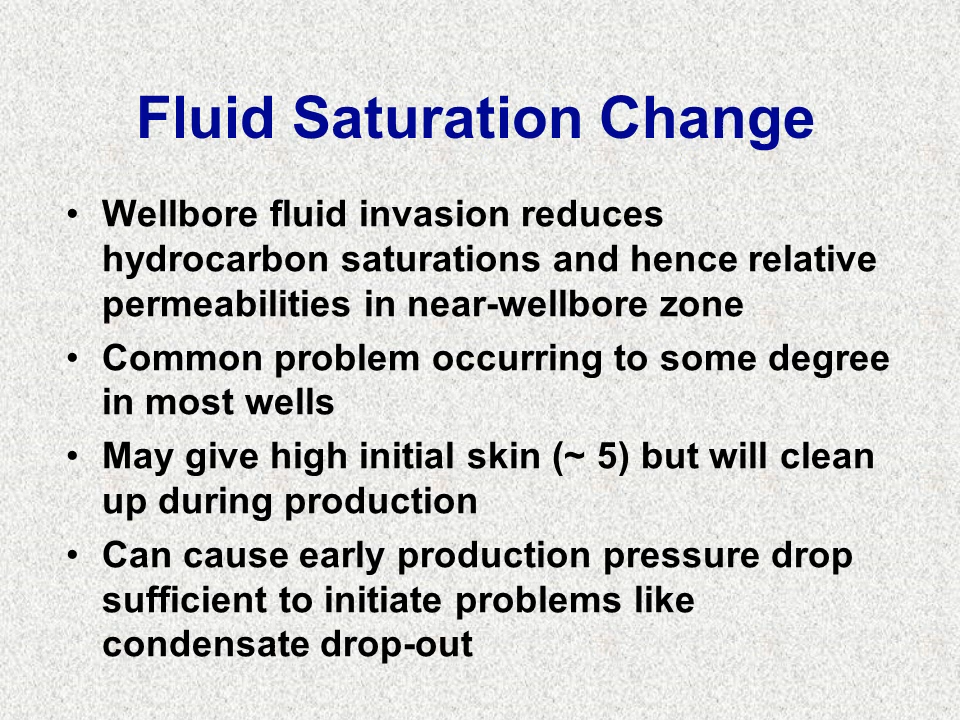 Fluid Saturation Change
• Wellbore fluid invasion reduces
hydrocarbon saturations and hence relative
permeabilities in near-wellbore zone
• Common problem occurring to some degree
in most wells
• May give high initial skin (~ 5) but will clean
up during production
• Can cause early production pressure drop
sufficient to initiate problems like
condensate drop-out